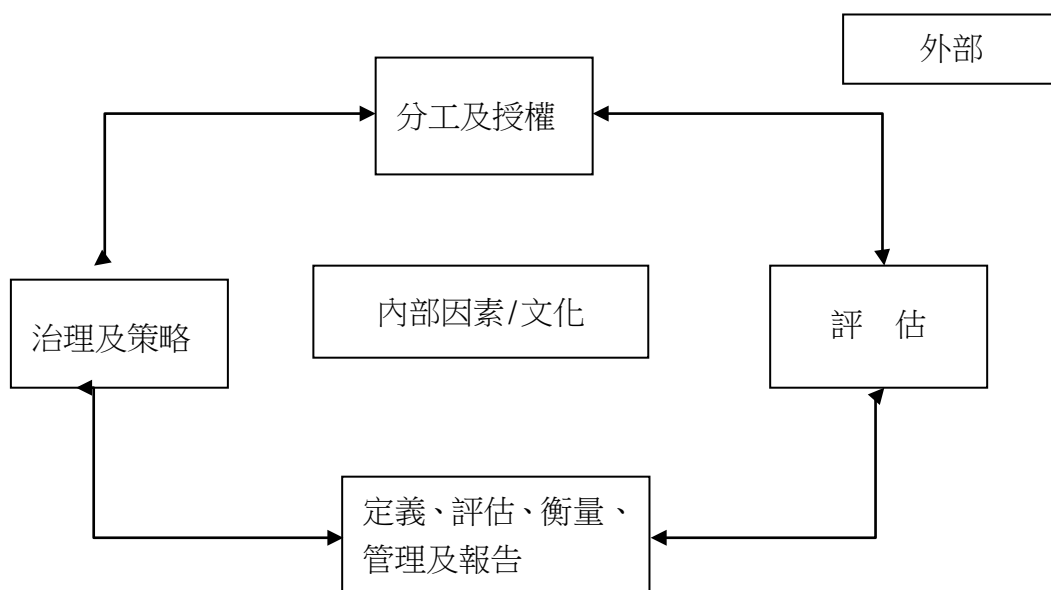 外部
分工及授權
內部因素/文化
治理及策略
評 估
定義、評估、衡量、
管理及報告